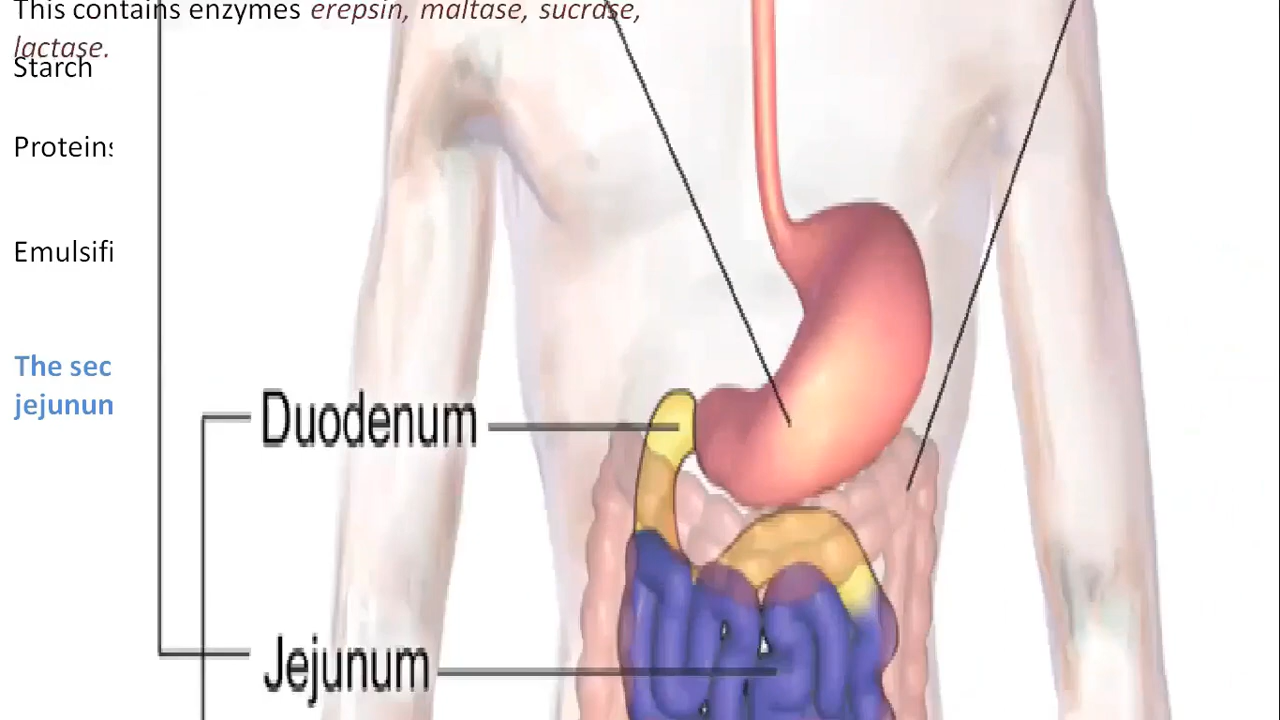 This contains enzymes erepsin, maltase, sucrase,
lactase.
Starch
Proteins
Emulsifi
The sec
jejunun
Duodenum
Jejunum